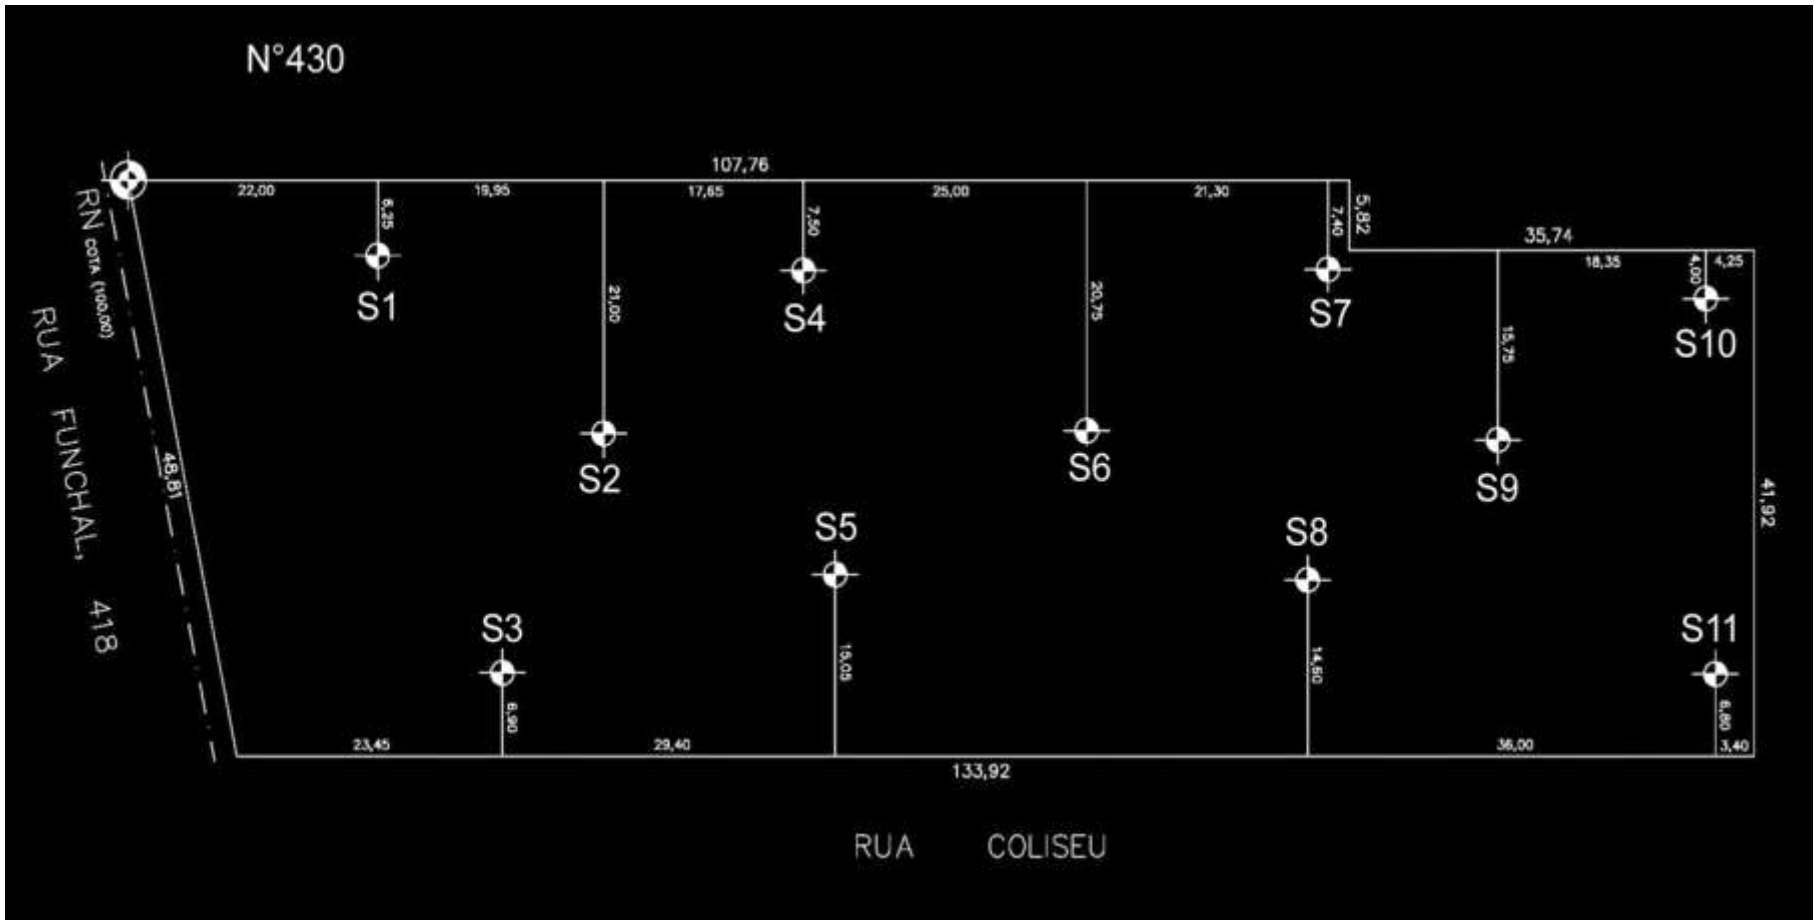 N°430
107,76
22,00
19,95
17,65
25,00
21,30
6,25
7,50
7,40
5,82
35,74
18,35
4,00
4,25
RN COTA (100,00)
S1
S4
S7
S10
21,00
20,75
15,75
RUA FUNCHAL, 418
48,81
S2
S6
S9
41,92
S5
S8
S3
S11
15,05
14,50
6,90
6,80
23,45
29,40
36,00
3,40
133,92
RUA COLISEU